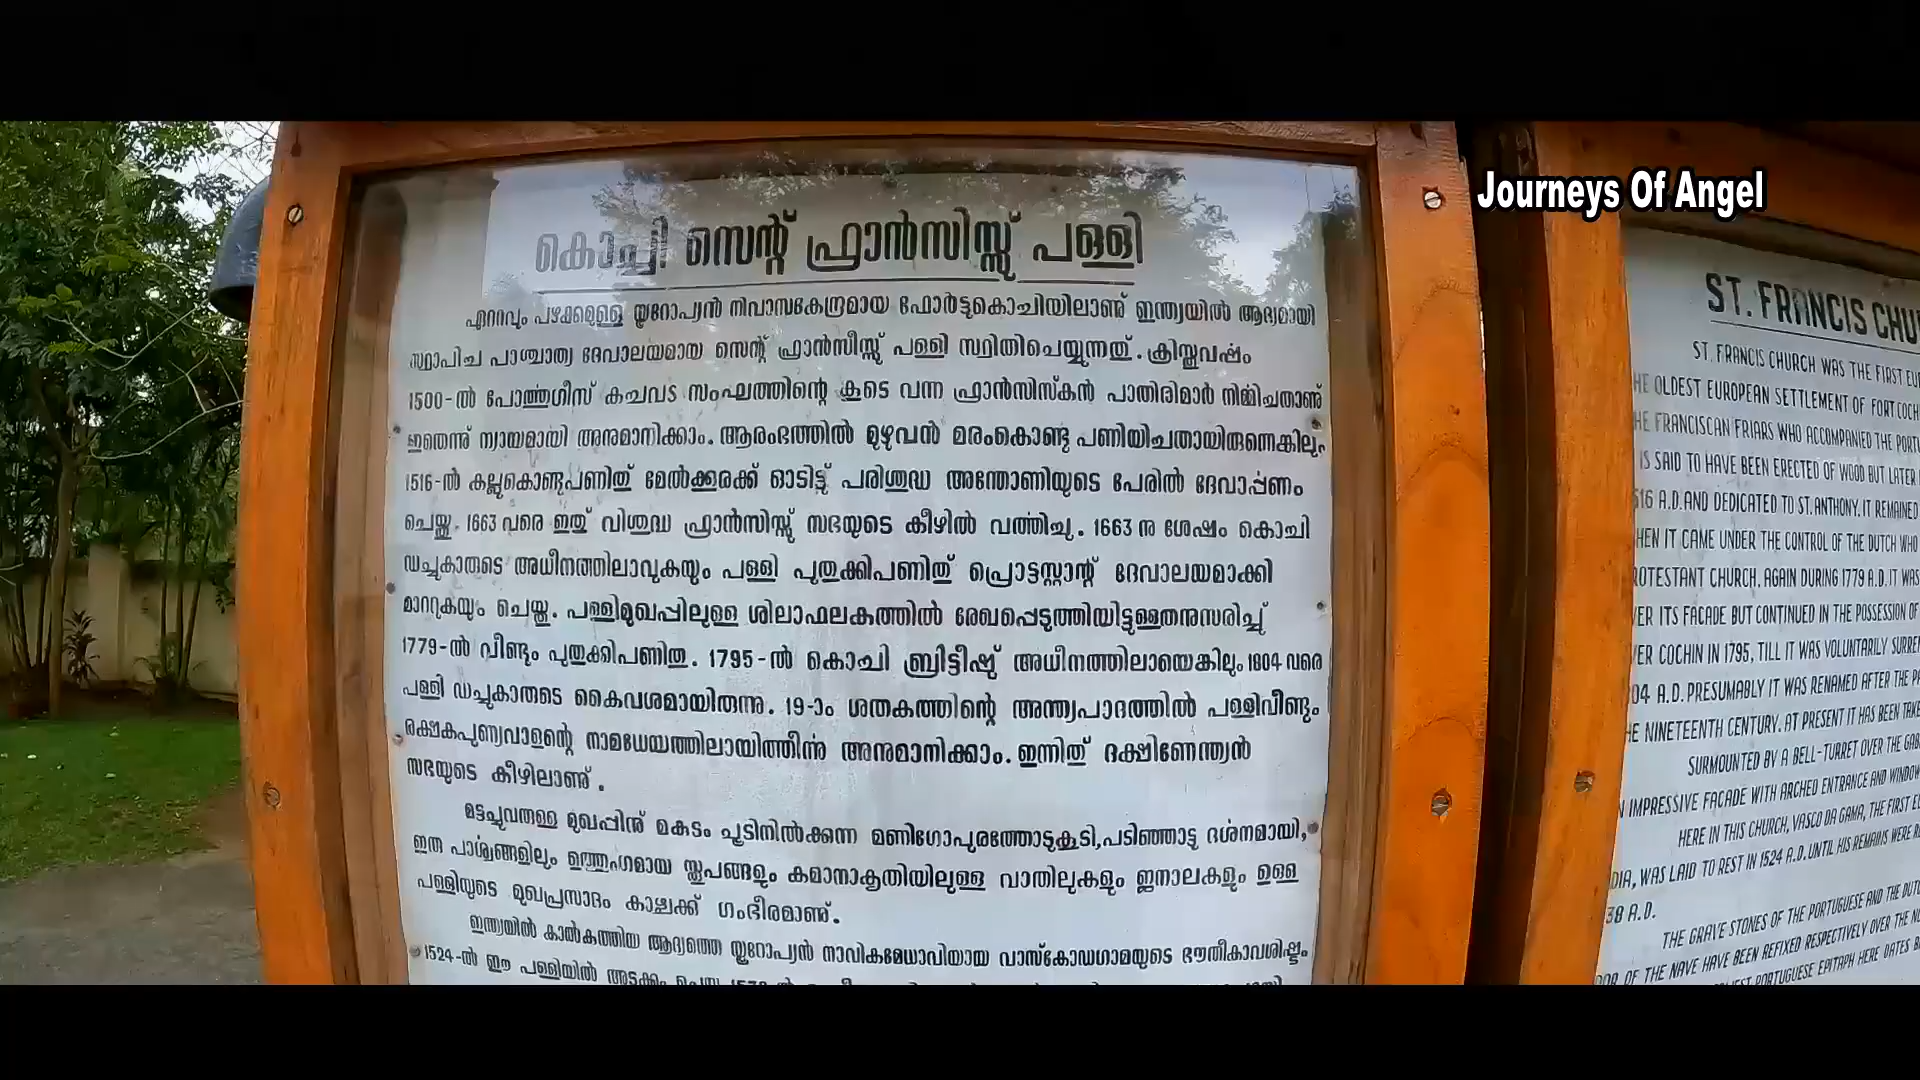 Journeys Of Angel
കൊച്ചി സെന്റ് ഫ്രാൻസിസ്സ് പള്ളി
ഏററവും പഴക്കമുള്ള യൂറോപ്യൻ നിവാസകേന്ദ്രമായ ഫോർട്ടുകൊച്ചിയിലാണ് ഇന്ത്യയിൽ ആദ്യമായി
സ്ഥാപിച്ച പാശ്ചാത്യ ദേവാലയമായ സെന്റ് ഫ്രാൻസീസ്സ് പള്ളി സ്ഥിതിചെയ്യുന്നത്. ക്രിസ്തുവർഷം
1500-ൽ പോർത്തുഗീസ് കച്ചവട സംഘത്തിന്റെ കൂടെ വന്ന ഫ്രാൻസിസ്കൻ പാതിരിമാർ നിർമ്മിച്ചതാണ്
ഇതെന്ന് ന്യായമായി അനുമാനിക്കാം. ആരംഭത്തിൽ മുഴുവൻ മരംകൊണ്ടു പണിയിച്ചതായിരുന്നെങ്കിലും
1516-ൽ കല്ലുകൊണ്ടുപണിത് മേൽക്കൂരക്ക് ഓടിട്ട് പരിശുദ്ധ അന്തോണിയുടെ പേരിൽ ദേവാർപ്പണം
ചെയ്തു. 1663 വരെ ഇത് വിശുദ്ധ ഫ്രാൻസിസ്സ് സഭയുടെ കീഴിൽ വർത്തിച്ചു. 1663 നു ശേഷം കൊച്ചി
ഡച്ചുകാരുടെ അധീനത്തിലാവുകയും പള്ളി പുതുക്കിപണിത് പ്രൊട്ടസ്റ്റാന്റ് ദേവാലയമാക്കി
മാററുകയും ചെയ്തു. പള്ളിമുഖപ്പിലുള്ള ശിലാഫലകത്തിൽ രേഖപ്പെടുത്തിയിട്ടുള്ളതനുസരിച്ച്
1779-ൽ വീണ്ടും പുതുക്കിപണിതു. 1795-ൽ കൊച്ചി ബ്രിട്ടീഷ് അധീനത്തിലായെങ്കിലും 1804 വരെ
പള്ളി ഡച്ചുകാരുടെ കൈവശമായിരുന്നു. 19-ാം ശതകത്തിന്റെ അന്ത്യപാദത്തിൽ പള്ളിവീണ്ടും
രക്ഷകപുണ്യവാളന്റെ നാമധേയത്തിലായിത്തീർന്നു അനുമാനിക്കാം. ഇന്നിത് ദക്ഷിണേന്ത്യൻ
സഭയുടെ കീഴിലാണ്.
മട്ടച്ചുവരുള്ള മുഖപ്പിന് മകുടം ചൂടിനിൽക്കുന്ന മണിഗോപുരത്തോടുകൂടി, പടിഞ്ഞാട്ടു ദർശനമായി,
ഇരു പാർശ്വങ്ങളിലും ഉത്തുംഗമായ സ്തൂപങ്ങളും കമാനാകൃതിയിലുള്ള വാതിലുകളും ജനാലകളും ഉള്ള
പള്ളിയുടെ മുഖപ്രസാദം കാഴ്ചക്ക് ഗംഭീരമാണ്.
ഇന്ത്യയിൽ കാൽകുത്തിയ ആദ്യത്തെ യൂറോപ്യൻ നാവികമേധാവിയായ വാസ്കോഡഗാമയുടെ ഭൗതീകാവശിഷ്ടം
1524-ൽ ഈ പള്ളിയിൽ അടക്കം ചെയ്തു
ST. FRANCIS CHU
ST. FRANCIS CHURCH WAS THE FIRST EU
HE OLDEST EUROPEAN SETTLEMENT OF FORT COCH
HE FRANCISCAN FRIARS WHO ACCOMPANIED THE PORT
IS SAID TO HAVE BEEN ERECTED OF WOOD BUT LATER
516 A.D. AND DEDICATED TO ST. ANTHONY. IT REMAINED
HEN IT CAME UNDER THE CONTROL OF THE DUTCH WHO
ROTESTANT CHURCH. AGAIN DURING 1779 A.D. IT WAS
VER ITS FACADE BUT CONTINUED IN THE POSSESSION OF
VER COCHIN IN 1795, TILL IT WAS VOLUNTARILY SURRE
04 A.D. PRESUMABLY IT WAS RENAMED AFTER THE P
HE NINETEENTH CENTURY. AT PRESENT IT HAS BEEN TAKE
SURMOUNTED BY A BELL-TURRET OVER THE GAB
N IMPRESSIVE FACADE WITH ARCHED ENTRANCE AND WINDOW
HERE IN THIS CHURCH, VASCO DA GAMA, THE FIRST E
DIA, WAS LAID TO REST IN 1524 A.D. UNTIL HIS REMAINS WERE R
38 A.D.
THE GRAVE STONES OF THE PORTUGUESE AND THE DUT
OOR OF THE NAVE HAVE BEEN REFIXED RESPECTIVELY OVER THE N
PORTUGUESE EPITAPH HERE DATES B